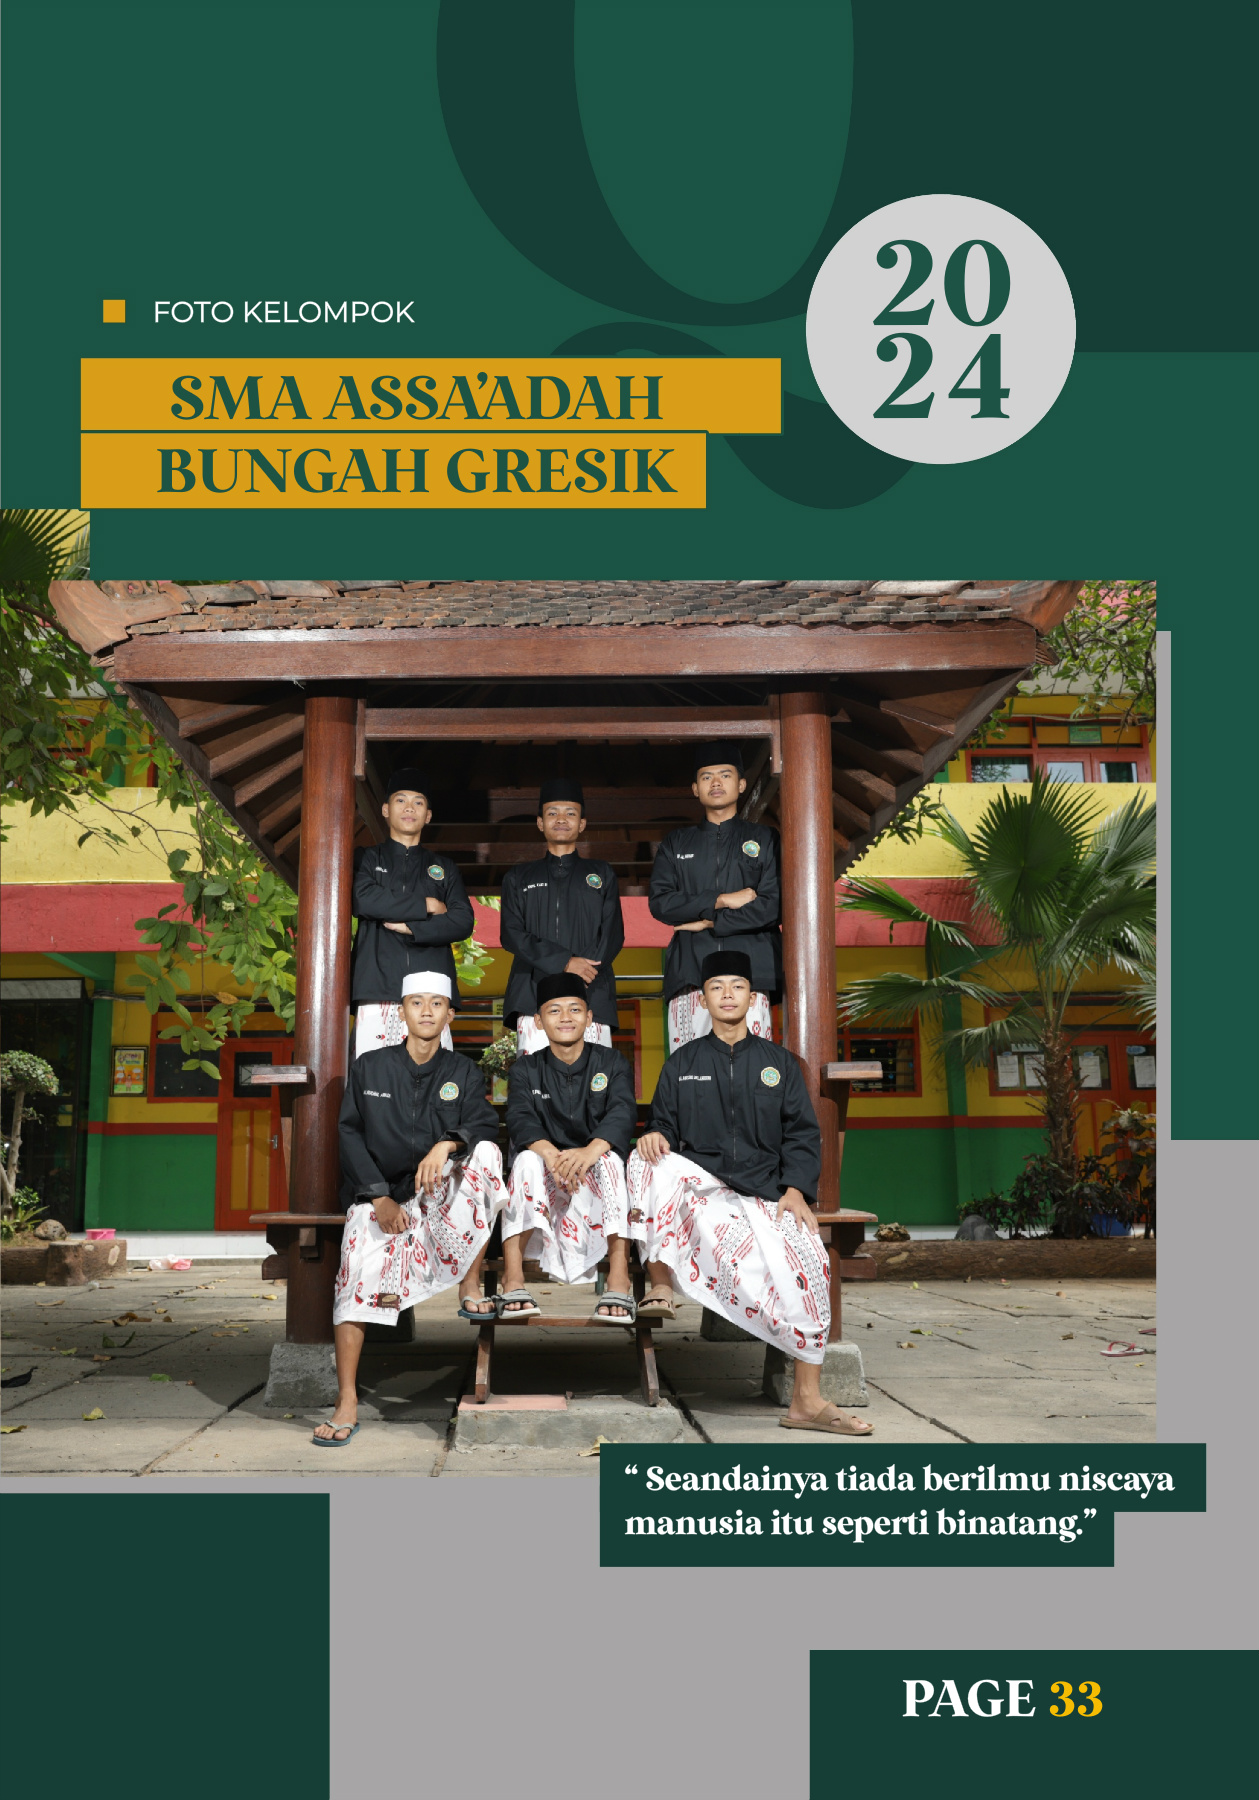 20
24
FOTO KELOMPOK
SMA ASSA’ADAH
BUNGAH GRESIK
“ Seandainya tiada berilmu niscaya
manusia itu seperti binatang.”
PAGE 33